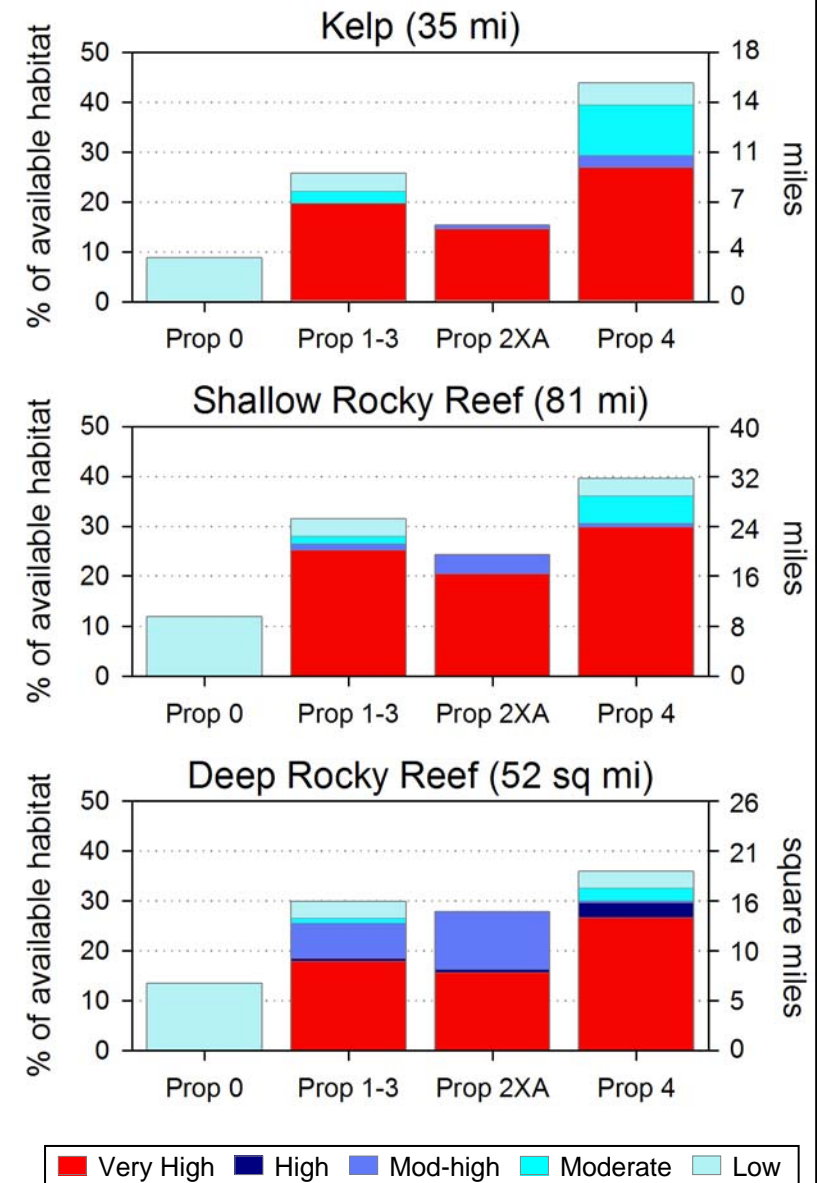 Kelp (35 mi)
% of available habitat
50
40
30
20
10
0
18
14
11
7
4
0
miles
Prop 0 Prop 1-3 Prop 2XA Prop 4
Shallow Rocky Reef (81 mi)
% of available habitat
50
40
30
20
10
0
40
32
24
16
8
0
miles
Prop 0 Prop 1-3 Prop 2XA Prop 4
Deep Rocky Reef (52 sq mi)
% of available habitat
50
40
30
20
10
0
26
21
16
10
5
0
square miles
Prop 0 Prop 1-3 Prop 2XA Prop 4
Very High High Mod-high Moderate Low